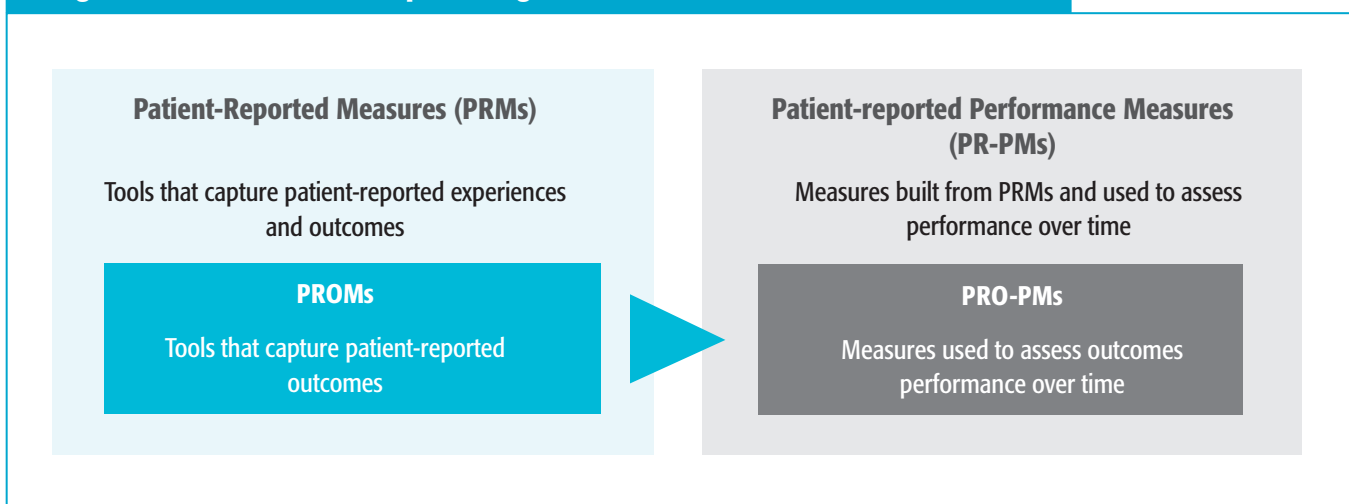 Patient-Reported Measures (PRMs)
Tools that capture patient-reported experiences
and outcomes
PROMs
Tools that capture patient-reported
outcomes
Patient-reported Performance Measures
(PR-PMs)
Measures built from PRMs and used to assess
performance over time
PRO-PMs
Measures used to assess outcomes
performance over time